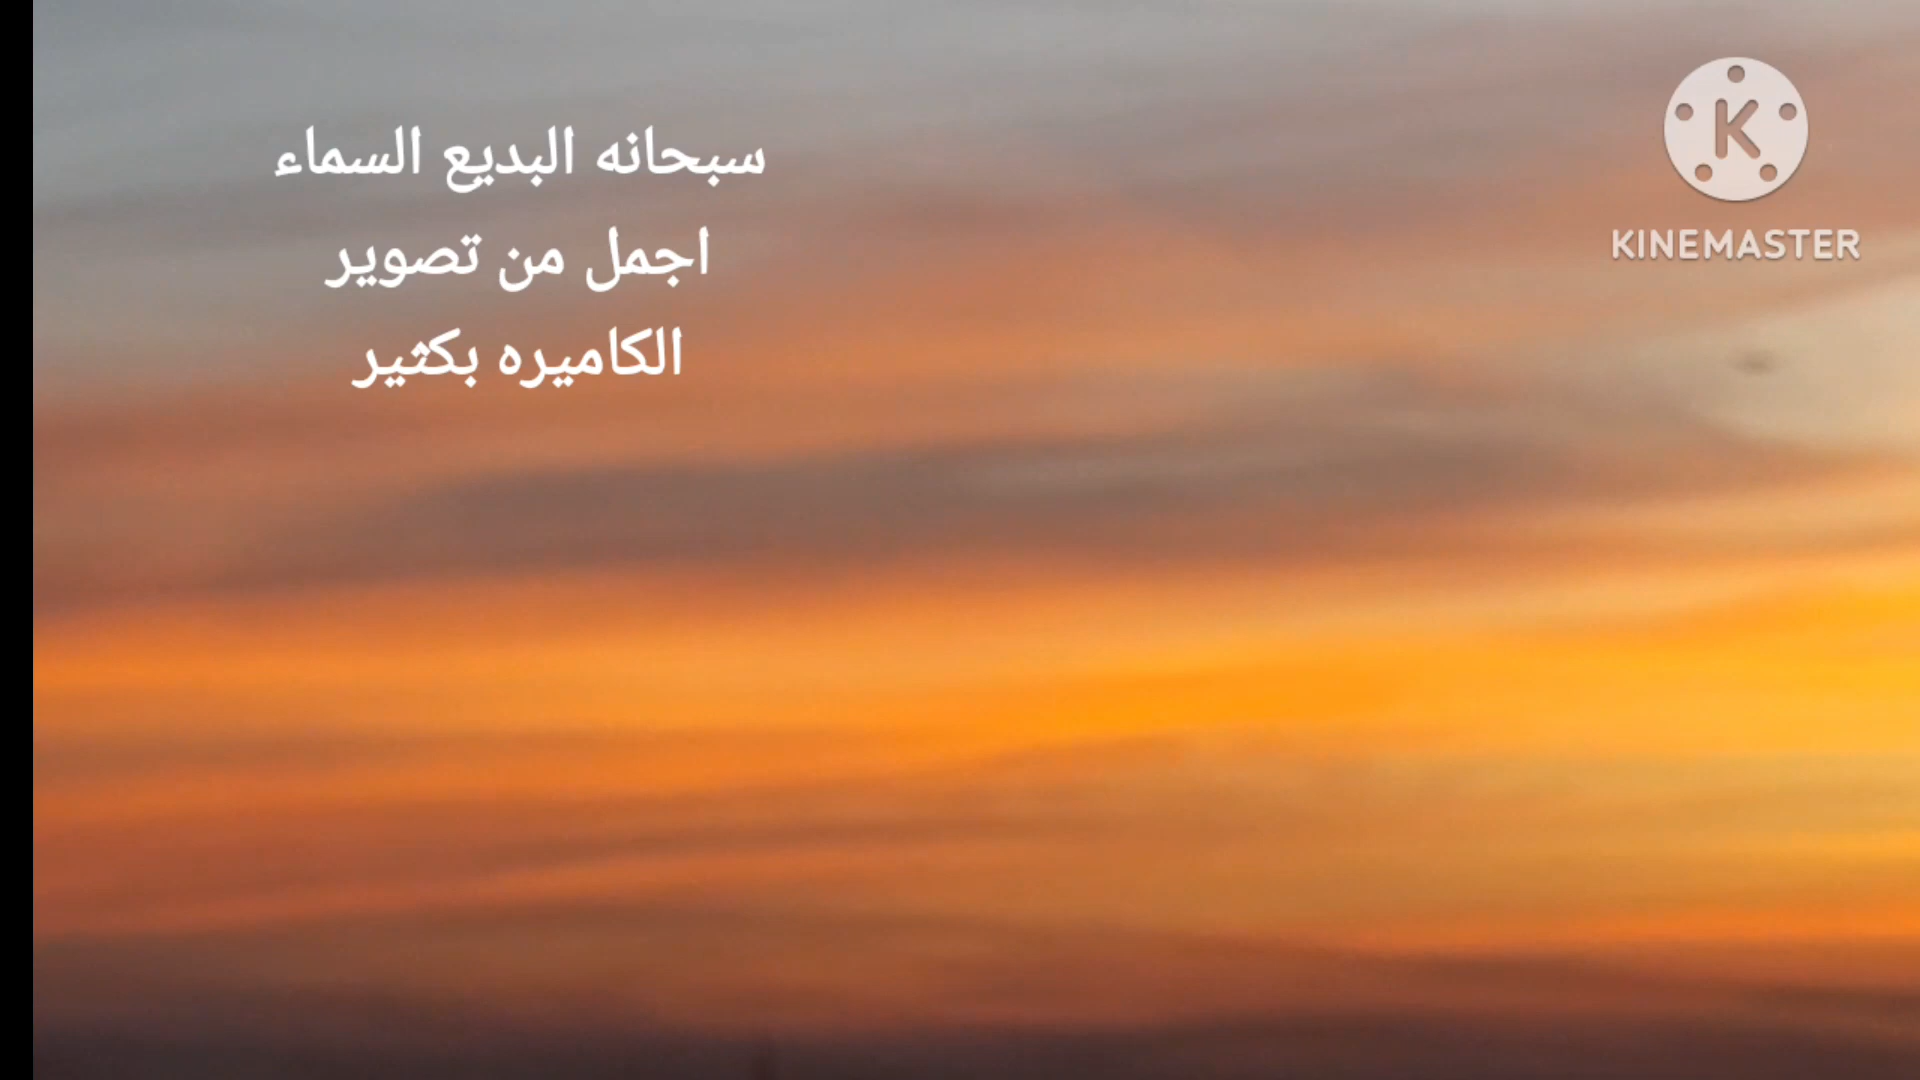 سبحانه البديع السماء
اجمل من تصوير
الكاميره بكثير
K
KINEMASTER